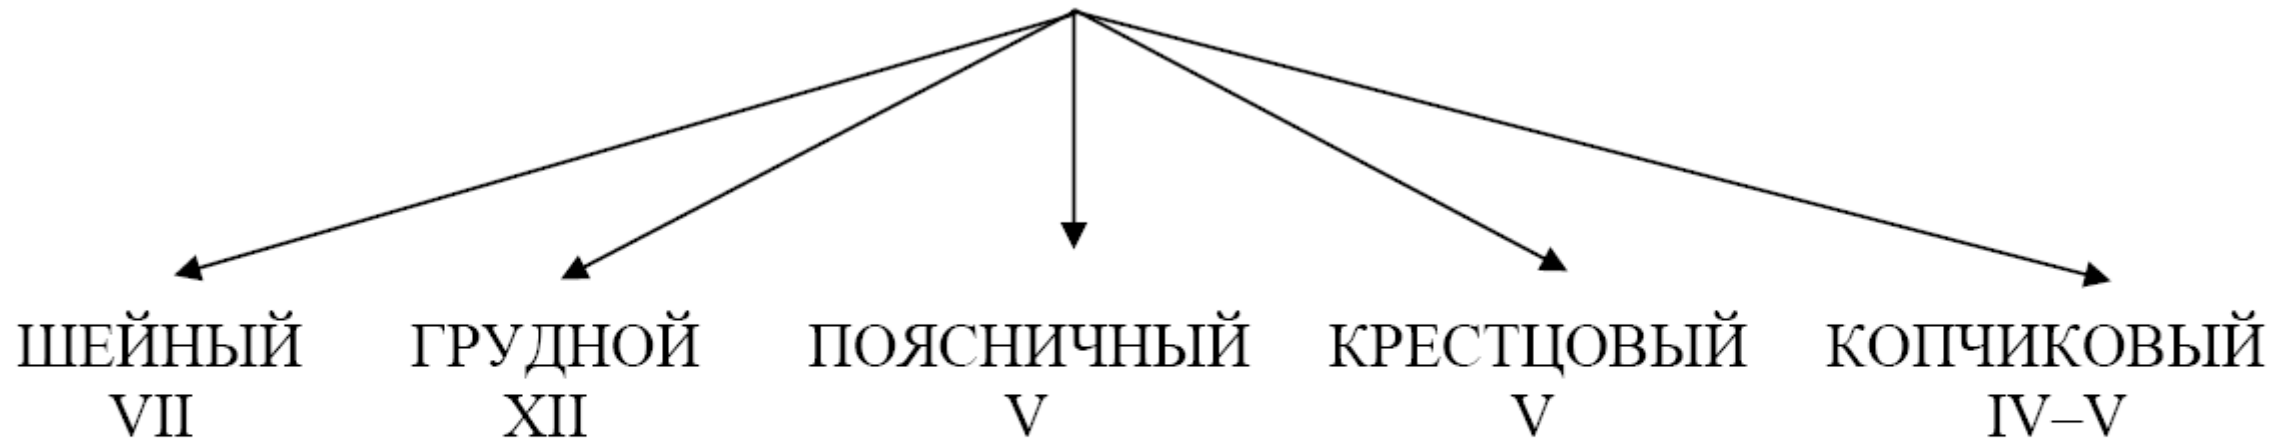 ШЕЙНЫЙ ГРУДНОЙ ПОЯСНИЧНЫЙ КРЕСТЦОВЫЙ КОПЧИКОВЫЙ
VII XII V V IV–V